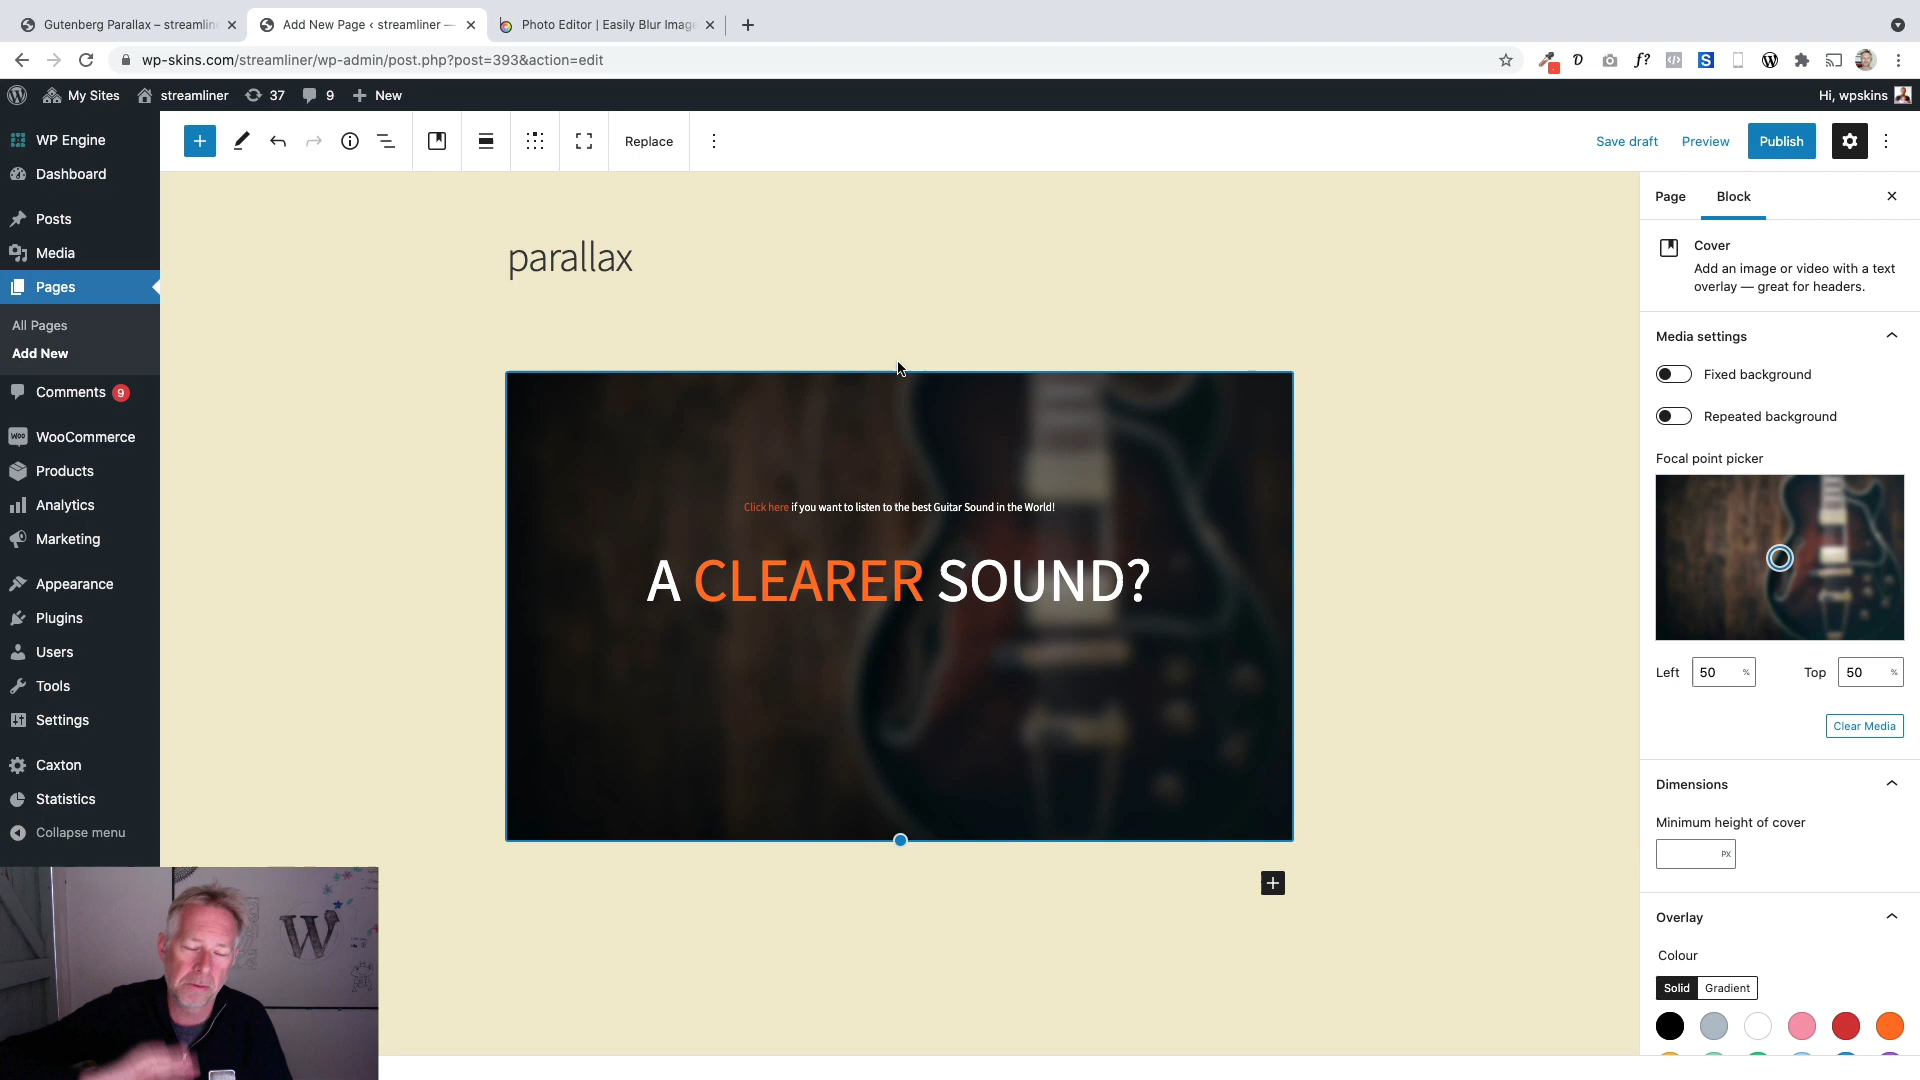 Gutenberg Parallax – streamlin
Add New Page ‹ streamliner —
Photo Editor | Easily Blur Image
wp-skins.com/streamliner/wp-admin/post.php?post=393&action=edit
f?
My Sites
streamliner
37
9
New
Hi, wpskins
WP Engine
Dashboard
Posts
Media
Pages
All Pages
Add New
Comments 9
WooCommerce
Products
Analytics
Marketing
Appearance
Plugins
Users
Tools
Settings
Caxton
Statistics
Collapse menu
Replace
Save draft
Preview
Publish
parallax
Click here if you want to listen to the best Guitar Sound in the World!
A CLEARER SOUND?
Page
Block
Cover
Add an image or video with a text
overlay — great for headers.
Media settings
Fixed background
Repeated background
Focal point picker
Left 50 %
Top 50 %
Clear Media
Dimensions
Minimum height of cover
PX
Overlay
Colour
Solid
Gradient